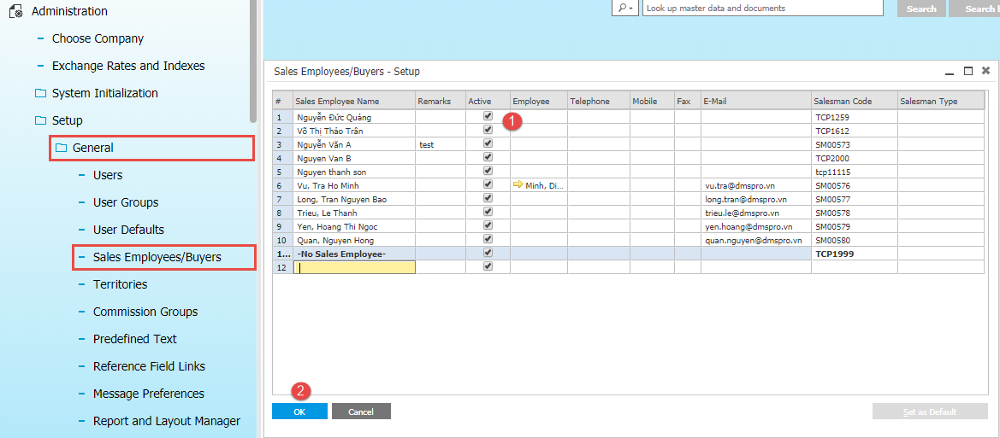 Administration
Choose Company
Exchange Rates and Indexes
System Initialization
Setup
General
Users
User Groups
User Defaults
Sales Employees/Buyers
Territories
Commission Groups
Predefined Text
Reference Field Links
Message Preferences
Report and Layout Manager
Look up master data and documents
Search
Search
Sales Employees/Buyers - Setup
# Sales Employee Name Remarks Active Employee Telephone Mobile Fax E-Mail Salesman Code Salesman Type
1 Nguyễn Đức Quảng TCP1259
1
2 Võ Thị Thảo Trân TCP1612
3 Nguyễn Văn A test SM00573
4 Nguyen Van B TCP2000
5 Nguyen thanh son tcp11115
6 Vu, Tra Ho Minh Minh, Di... vu.tra@dmspro.vn SM00576
7 Long, Tran Nguyen Bao long.tran@dmspro.vn SM00577
8 Trieu, Le Thanh trieu.le@dmspro.vn SM00578
9 Yen, Hoang Thi Ngoc yen.hoang@dmspro.vn SM00579
10 Quan, Nguyen Hong quan.nguyen@dmspro.vn SM00580
1... -No Sales Employee- TCP1999
12
2
OK Cancel Set as Default